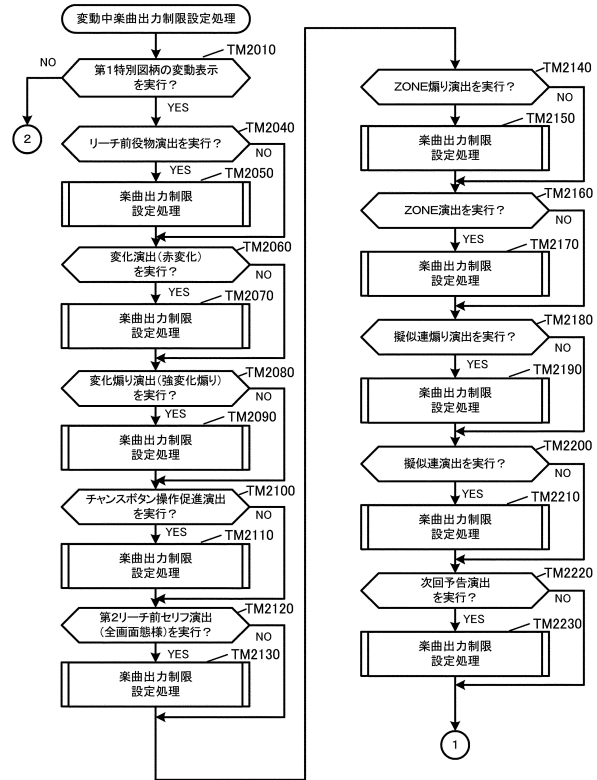 変動中楽曲出力制限設定処理
TM2010
NO
第1特別図柄の変動表示
を実行？
YES
2
TM2040
リーチ前役物演出を実行？
NO
YES
TM2050
楽曲出力制限
設定処理
TM2060
変化演出（赤変化）
を実行？
NO
YES
TM2070
楽曲出力制限
設定処理
TM2080
変化煽り演出（強変化煽り）
を実行？
NO
YES
TM2090
楽曲出力制限
設定処理
TM2100
チャンスボタン操作促進演出
を実行？
NO
YES
TM2110
楽曲出力制限
設定処理
TM2120
第2リーチ前セリフ演出
（全画面態様）を実行？
NO
YES
TM2130
楽曲出力制限
設定処理
TM2140
ZONE煽り演出を実行？
NO
TM2150
楽曲出力制限
設定処理
TM2160
ZONE演出を実行？
NO
YES
TM2170
楽曲出力制限
設定処理
TM2180
擬似連煽り演出を実行？
NO
YES
TM2190
楽曲出力制限
設定処理
TM2200
擬似連演出を実行？
NO
YES
TM2210
楽曲出力制限
設定処理
TM2220
次回予告演出
を実行？
NO
YES
TM2230
楽曲出力制限
設定処理
1